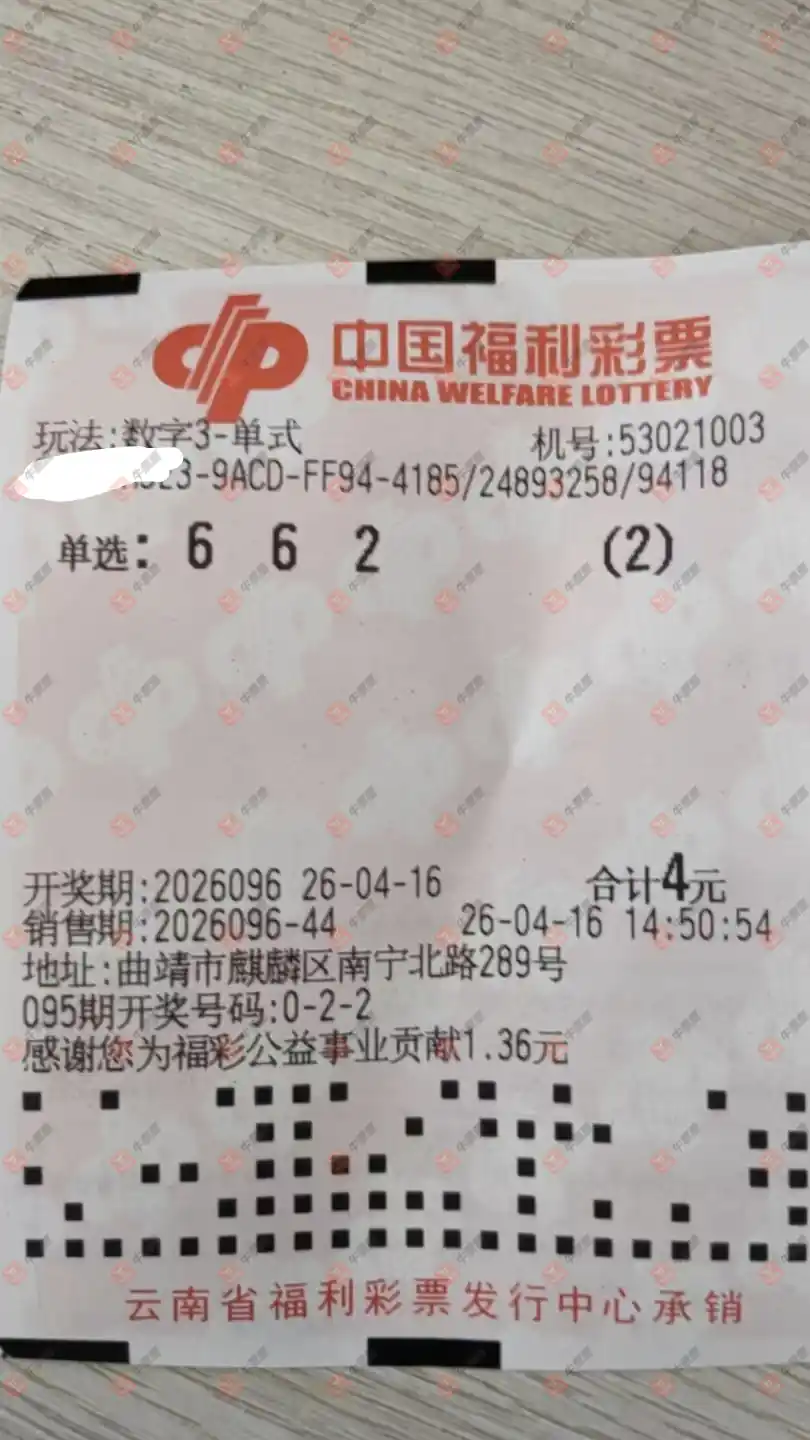 中国福利彩票
CHINA WELFARE LOTTERY
玩法:数字3-单式 机号:53021003
23-9ACD-FF94-4185/24893258/94118
单选: 6 6 2 (2)
开奖期:2026096 26-04-16 合计4元
销售期:2026096-44 26-04-16 14:50:54
地址:曲靖市麒麟区南宁北路289号
095期开奖号码:0-2-2
感谢您为福彩公益事业贡献1.36元
云南省福利彩票发行中心承销